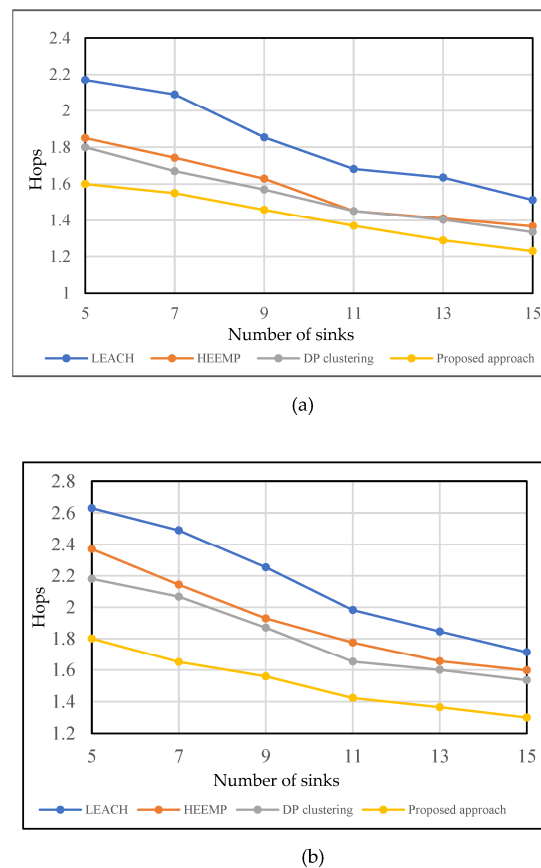 2.4
2.2
2
1.8
1.6
1.4
1.2
1
Hops
5 7 9 11 13 15
Number of sinks
LEACH HEEMP DP clustering Proposed approach
(a)
2.8
2.6
2.4
2.2
2
1.8
1.6
1.4
1.2
Hops
5 7 9 11 13 15
Number of sinks
LEACH HEEMP DP clustering Proposed approach
(b)